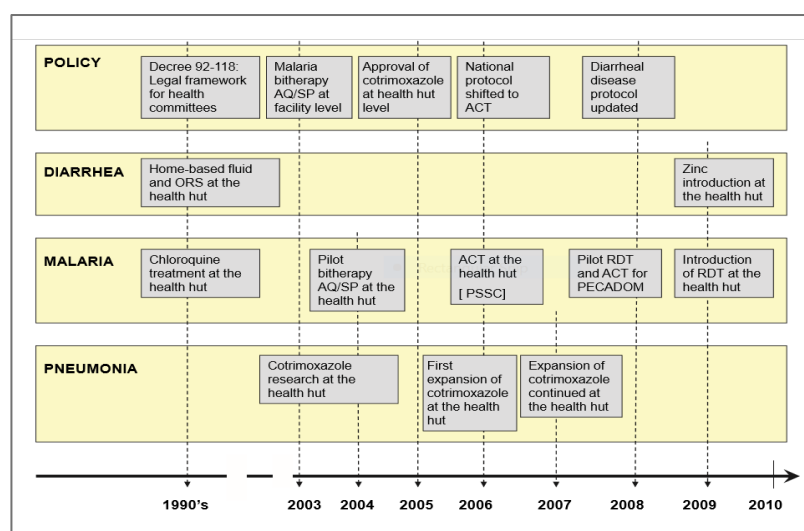 POLICY
Decree 92-118:
Legal framework
for health
committees
Malaria
bitherapy
AQ/SP at
facility level
Approval of
cotrimoxazole
at health hut
level
National
protocol
shifted to
ACT
Diarrheal
disease
protocol
updated
DIARRHEA
Home-based fluid
and ORS at the
health hut
Zinc
introduction at
the health hut
MALARIA
Chloroquine
treatment at the
health hut
Pilot
bitherapy
AQ/SP at the
health hut
ACT at the
health hut
[ PSSC]
Pilot RDT
and ACT for
PECADOM
Introduction
of RDT at the
health hut
PNEUMONIA
Cotrimoxazole
research at the
health hut
First
expansion of
cotrimoxazole
at the health
hut
Expansion of
cotrimoxazole
continued at
the health hut
1990's 2003 2004 2005 2006 2007 2008 2009 2010